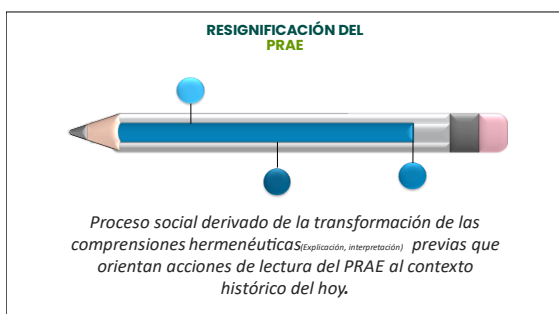 RESIGNIFICACIÓN DEL
PRAE
Proceso social derivado de la transformación de las
comprensiones hermenéuticas(Explicación, interpretación) previas que
orientan acciones de lectura del PRAE al contexto
histórico del hoy.